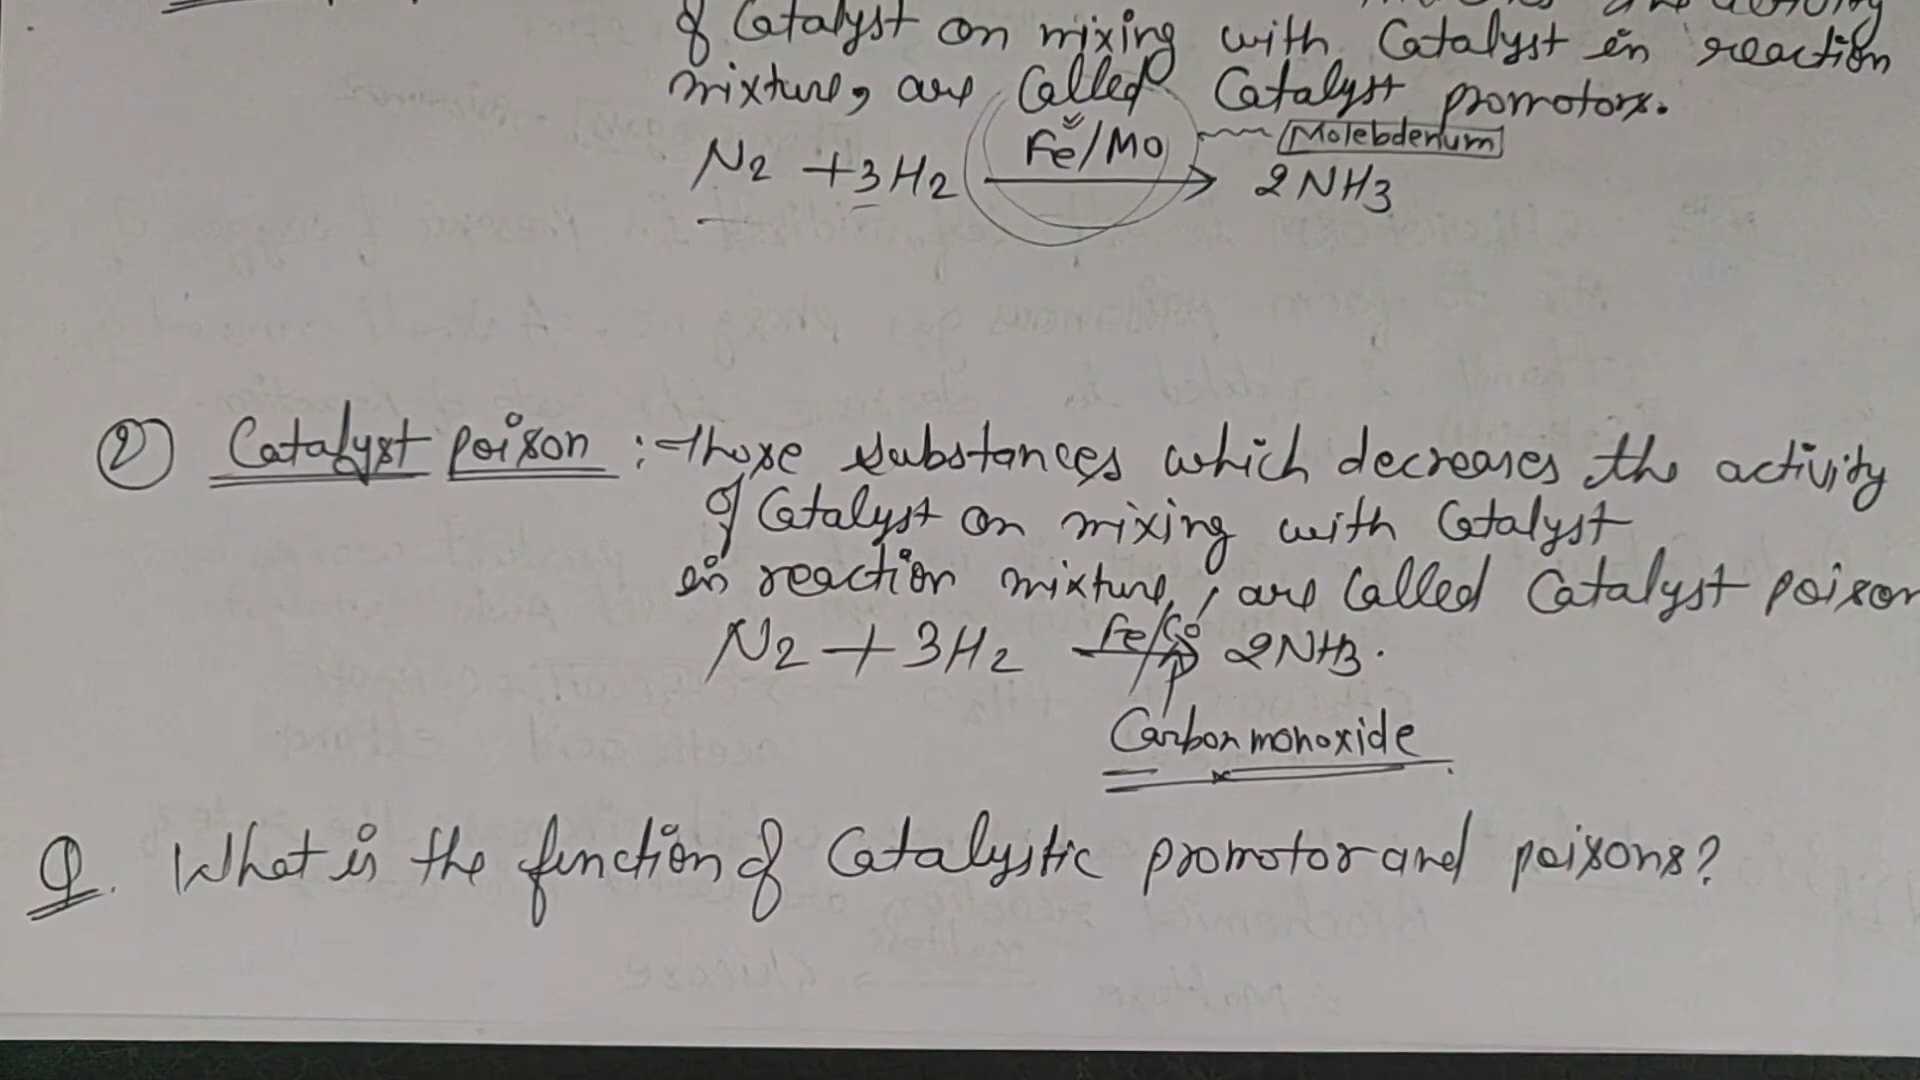 of Catalyst on mixing with Catalyst in reaction
mixture, are Called Catalyst promotors.
N2 + 3H2 Fe/Mo 2NH3
Molebdenum
② Catalyst poison : Those substances which decreases the activity
of Catalyst on mixing with Catalyst
in reaction mixture, are Called Catalyst poison
N2 + 3H2 Fe/Co 2NH3.
Carbon monoxide
Q. What is the function of Catalystic promotor and poisons?